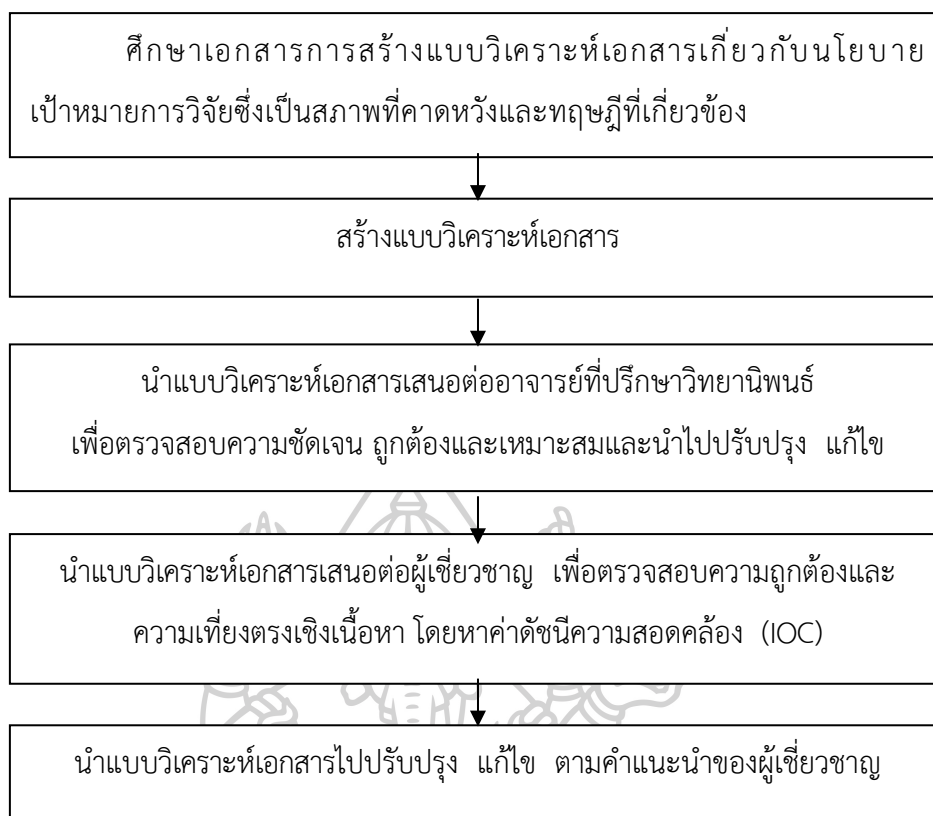 ศึกษาเอกสารการสร้างแบบวิเคราะห์เอกสารเกี่ยวกับนโยบาย
เป้าหมายการวิจัยซึ่งเป็นสภาพที่คาดหวังและทฤษฎีที่เกี่ยวข้อง
สร้างแบบวิเคราะห์เอกสาร
นำแบบวิเคราะห์เอกสารเสนอต่ออาจารย์ที่ปรึกษาวิทยานิพนธ์
เพื่อตรวจสอบความชัดเจน ถูกต้องและเหมาะสมและนำไปปรับปรุง แก้ไข
นำแบบวิเคราะห์เอกสารเสนอต่อผู้เชี่ยวชาญ เพื่อตรวจสอบความถูกต้องและ
ความเที่ยงตรงเชิงเนื้อหา โดยหาค่าดัชนีความสอดคล้อง (IOC)
นำแบบวิเคราะห์เอกสารไปปรับปรุง แก้ไข ตามคำแนะนำของผู้เชี่ยวชาญ